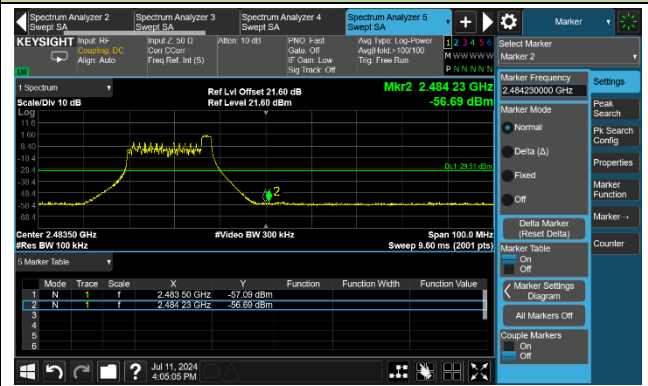 Spectrum Analyzer 2
Swept SA
Spectrum Analyzer 3
Swept SA
Spectrum Analyzer 4
Swept SA
Spectrum Analyzer 5
Swept SA
Marker
KEYSIGHT
Input: RF
Coupling: DC
Align: Auto
Input Z: 50 Ω
Corr CCorr
Freq Ref: Int (S)
Atten: 10 dB
PNO: Fast
Gate: Off
IF Gain: Low
Sig Track: Off
Avg Type: Log-Power
Avg|Hold:>100/100
Trig: Free Run
1 2 3 4 5 6
M W W W W W
P N N N N N
Select Marker
Marker 2
1 Spectrum
Scale/Div 10 dB
Ref Lvl Offset 21.60 dB
Ref Level 21.60 dBm
Mkr2 2.484 23 GHz
-56.69 dBm
Log
11.6
1.60
-8.40
-18.4
-28.4
-38.4
-48.4
-58.4
-68.4
DL1 -29.51 dBm
2
Center 2.48350 GHz
#Res BW 100 kHz
#Video BW 300 kHz
Span 100.0 MHz
Sweep 9.60 ms (2001 pts)
5 Marker Table
Mode Trace Scale X Y Function Function Width Function Value
1 N 1 f 2.483 50 GHz -57.09 dBm
2 N 1 f 2.484 23 GHz -56.69 dBm
3
4
5
6
Marker Frequency
2.484230000 GHz
Marker Mode
Normal
Delta (Δ)
Fixed
Off
Delta Marker
(Reset Delta)
Marker Table
On
Off
Marker Settings
Diagram
All Markers Off
Couple Markers
On
Off
Settings
Peak
Search
Pk Search
Config
Properties
Marker
Function
Marker→
Counter
Jul 11, 2024
4:05:05 PM